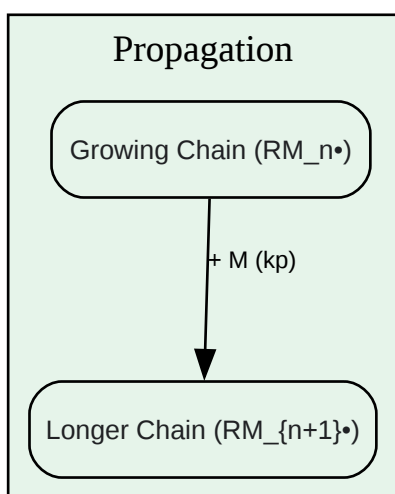 Propagation
Growing Chain (RM_n•)
+ M (kp)
Longer Chain (RM_{n+1}•)